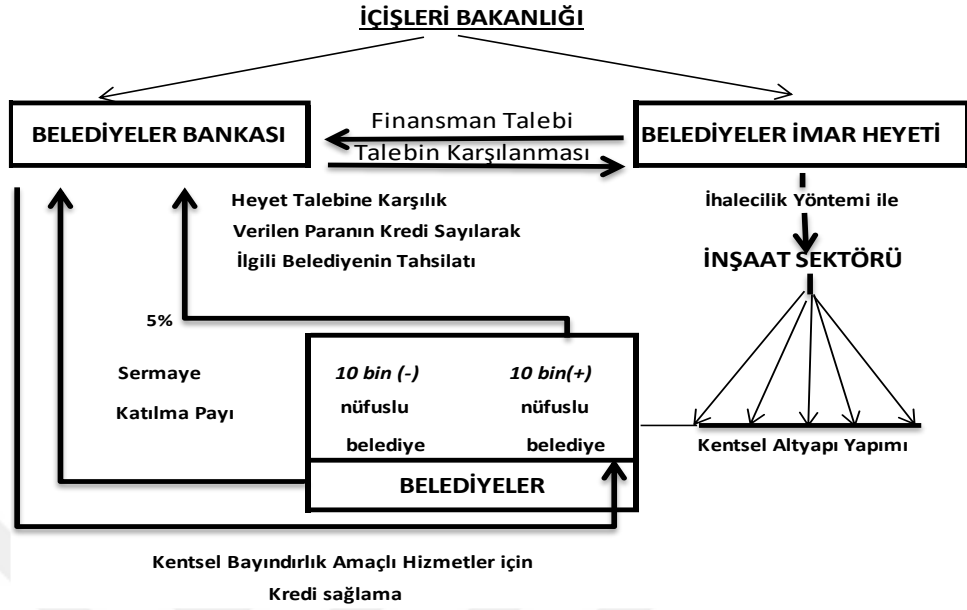 İÇİŞLERİ BAKANLIĞI
BELEDİYELER BANKASI
Finansman Talebi
Talebin Karşılanması
BELEDİYELER İMAR HEYETİ
Heyet Talebine Karşılık
Verilen Paranın Kredi Sayılarak
İlgili Belediyenin Tahsilatı
İhalecilik Yöntemi ile
İNŞAAT SEKTÖRÜ
5%
Sermaye
Katılma Payı
10 bin (-)
nüfuslu
belediye
10 bin(+)
nüfuslu
belediye
BELEDİYELER
Kentsel Altyapı Yapımı
Kentsel Bayındırlık Amaçlı Hizmetler için
Kredi sağlama